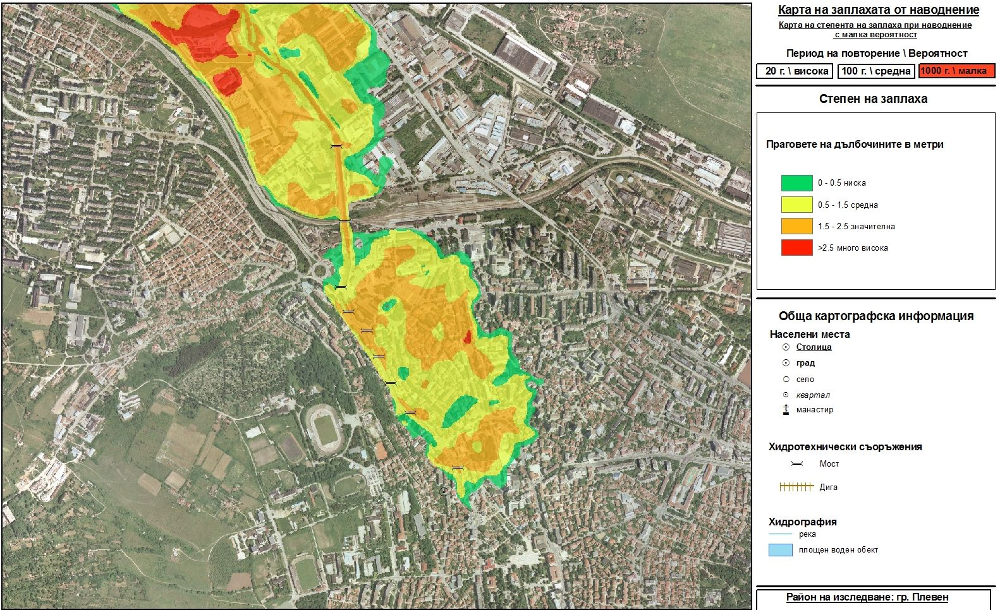 Карта на заплахата от наводнение
Карта на степента на заплаха при наводнение
с малка вероятност
Период на повторение \ Вероятност
20 г. \ висока
100 г. \ средна
1000 г. \ малка
Степен на заплаха
Праговете на дълбочините в метри
0 - 0.5 ниска
0.5 - 1.5 средна
1.5 - 2.5 значителна
>2.5 много висока
Обща картографска информация
Населени места
Столица
град
село
квартал
манастир
Хидротехнически съоръжения
Мост
Дига
Хидрография
река
площен воден обект
Район на изследване: гр. Плевен